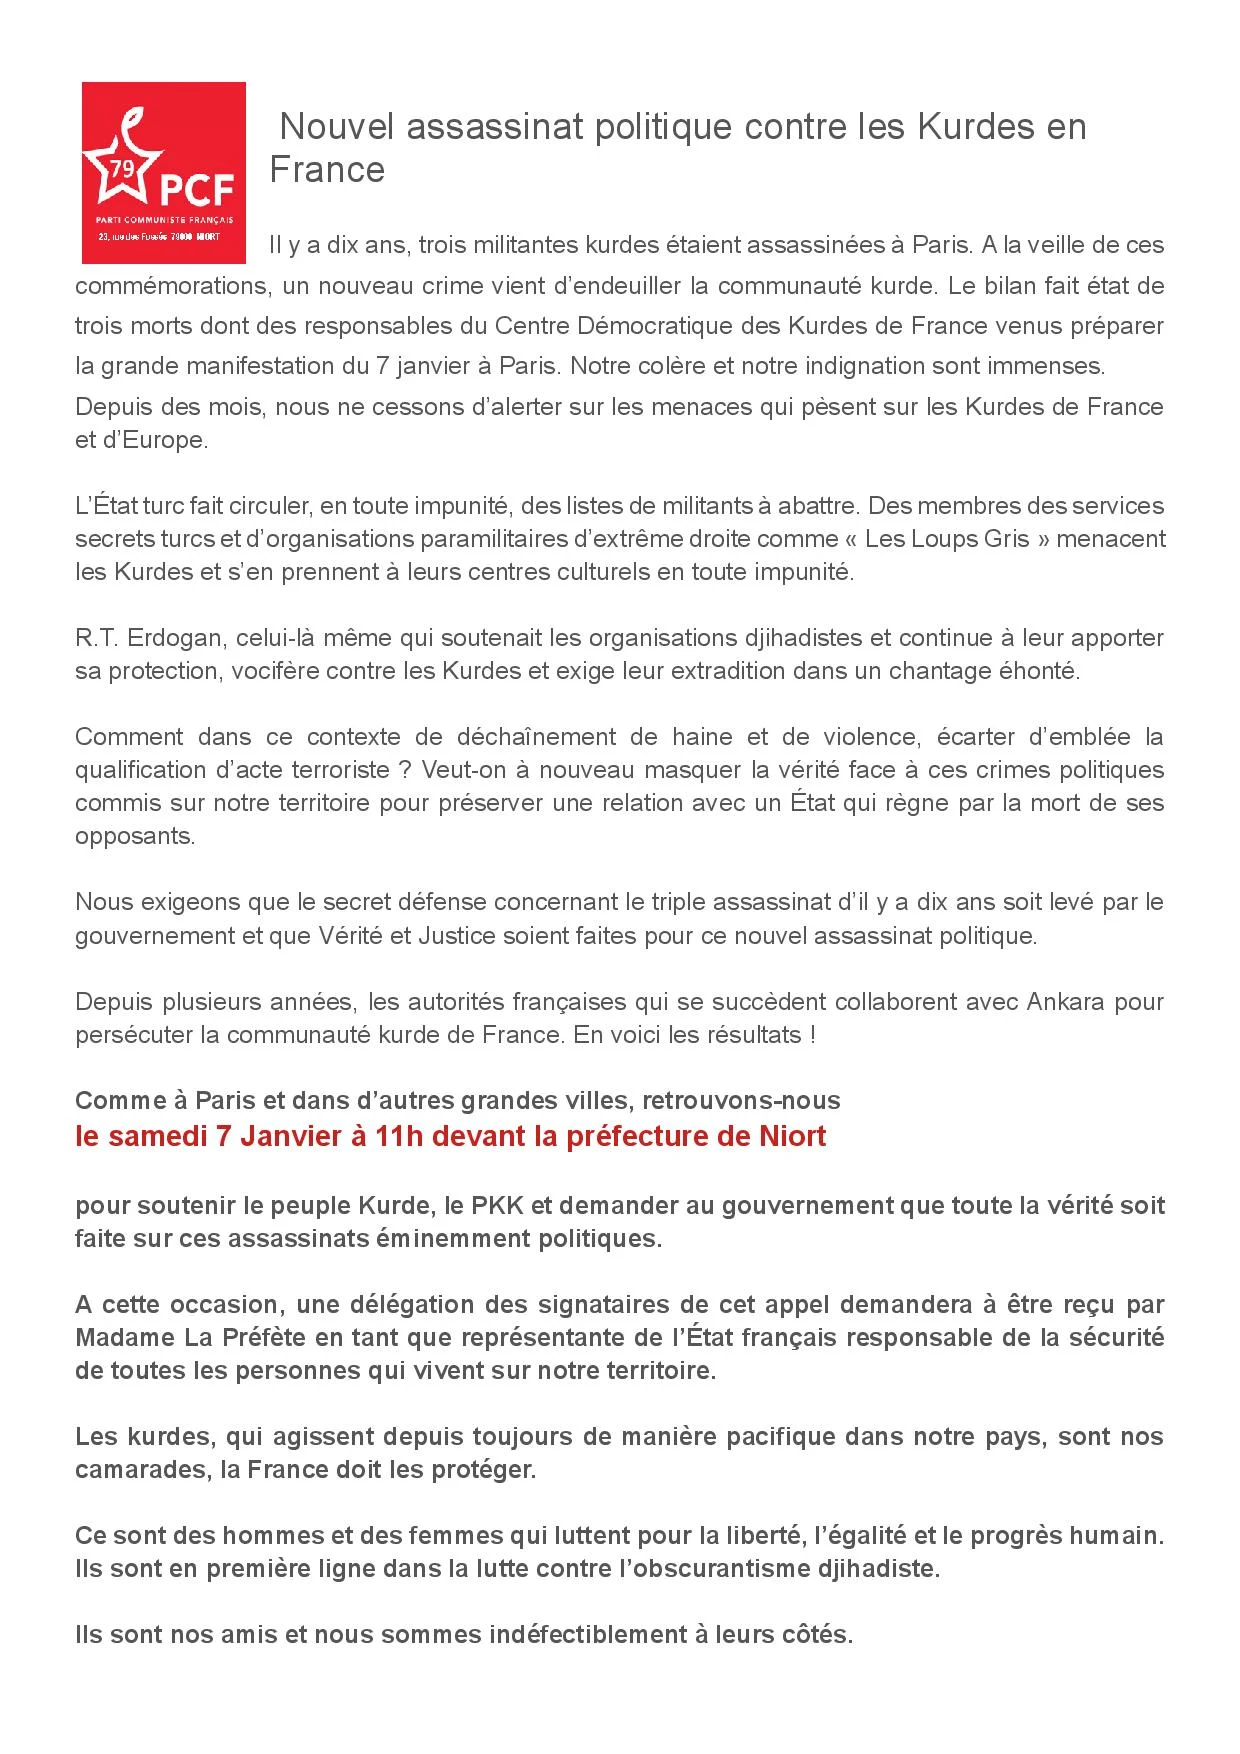 79
PCF
PARTI COMMUNISTE FRANÇAIS
23, rue des Fossés 79000 NIORT
Nouvel assassinat politique contre les Kurdes en
France
Il y a dix ans, trois militantes kurdes étaient assassinées à Paris. A la veille de ces
commémorations, un nouveau crime vient d’endeuiller la communauté kurde. Le bilan fait état de
trois morts dont des responsables du Centre Démocratique des Kurdes de France venus préparer
la grande manifestation du 7 janvier à Paris. Notre colère et notre indignation sont immenses.
Depuis des mois, nous ne cessons d’alerter sur les menaces qui pèsent sur les Kurdes de France
et d’Europe.
L’État turc fait circuler, en toute impunité, des listes de militants à abattre. Des membres des services
secrets turcs et d’organisations paramilitaires d’extrême droite comme « Les Loups Gris » menacent
les Kurdes et s’en prennent à leurs centres culturels en toute impunité.
R.T. Erdogan, celui-là même qui soutenait les organisations djihadistes et continue à leur apporter
sa protection, vocifère contre les Kurdes et exige leur extradition dans un chantage éhonté.
Comment dans ce contexte de déchaînement de haine et de violence, écarter d’emblée la
qualification d’acte terroriste ? Veut-on à nouveau masquer la vérité face à ces crimes politiques
commis sur notre territoire pour préserver une relation avec un État qui règne par la mort de ses
opposants.
Nous exigeons que le secret défense concernant le triple assassinat d’il y a dix ans soit levé par le
gouvernement et que Vérité et Justice soient faites pour ce nouvel assassinat politique.
Depuis plusieurs années, les autorités françaises qui se succèdent collaborent avec Ankara pour
persécuter la communauté kurde de France. En voici les résultats !
Comme à Paris et dans d’autres grandes villes, retrouvons-nous
le samedi 7 Janvier à 11h devant la préfecture de Niort
pour soutenir le peuple Kurde, le PKK et demander au gouvernement que toute la vérité soit
faite sur ces assassinats éminemment politiques.
A cette occasion, une délégation des signataires de cet appel demandera à être reçu par
Madame La Préfète en tant que représentante de l’État français responsable de la sécurité
de toutes les personnes qui vivent sur notre territoire.
Les kurdes, qui agissent depuis toujours de manière pacifique dans notre pays, sont nos
camarades, la France doit les protéger.
Ce sont des hommes et des femmes qui luttent pour la liberté, l’égalité et le progrès humain.
Ils sont en première ligne dans la lutte contre l’obscurantisme djihadiste.
Ils sont nos amis et nous sommes indéfectiblement à leurs côtés.